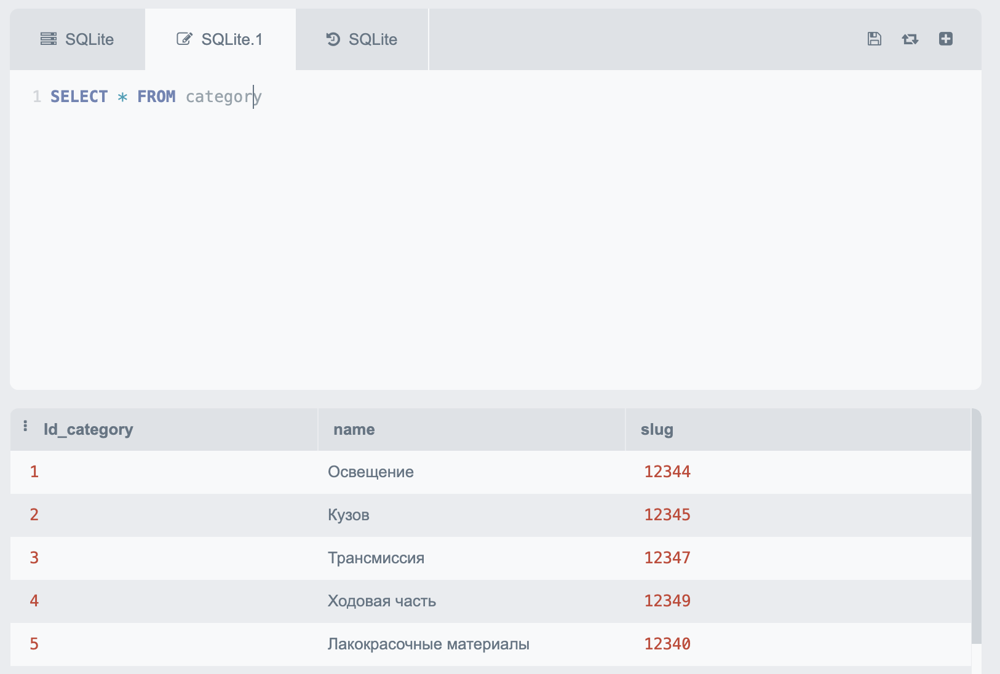 SQLite SQLite.1 SQLite
1 SELECT * FROM category
Id_category name slug
1 Освещение 12344
2 Кузов 12345
3 Трансмиссия 12347
4 Ходовая часть 12349
5 Лакокрасочные материалы 12340